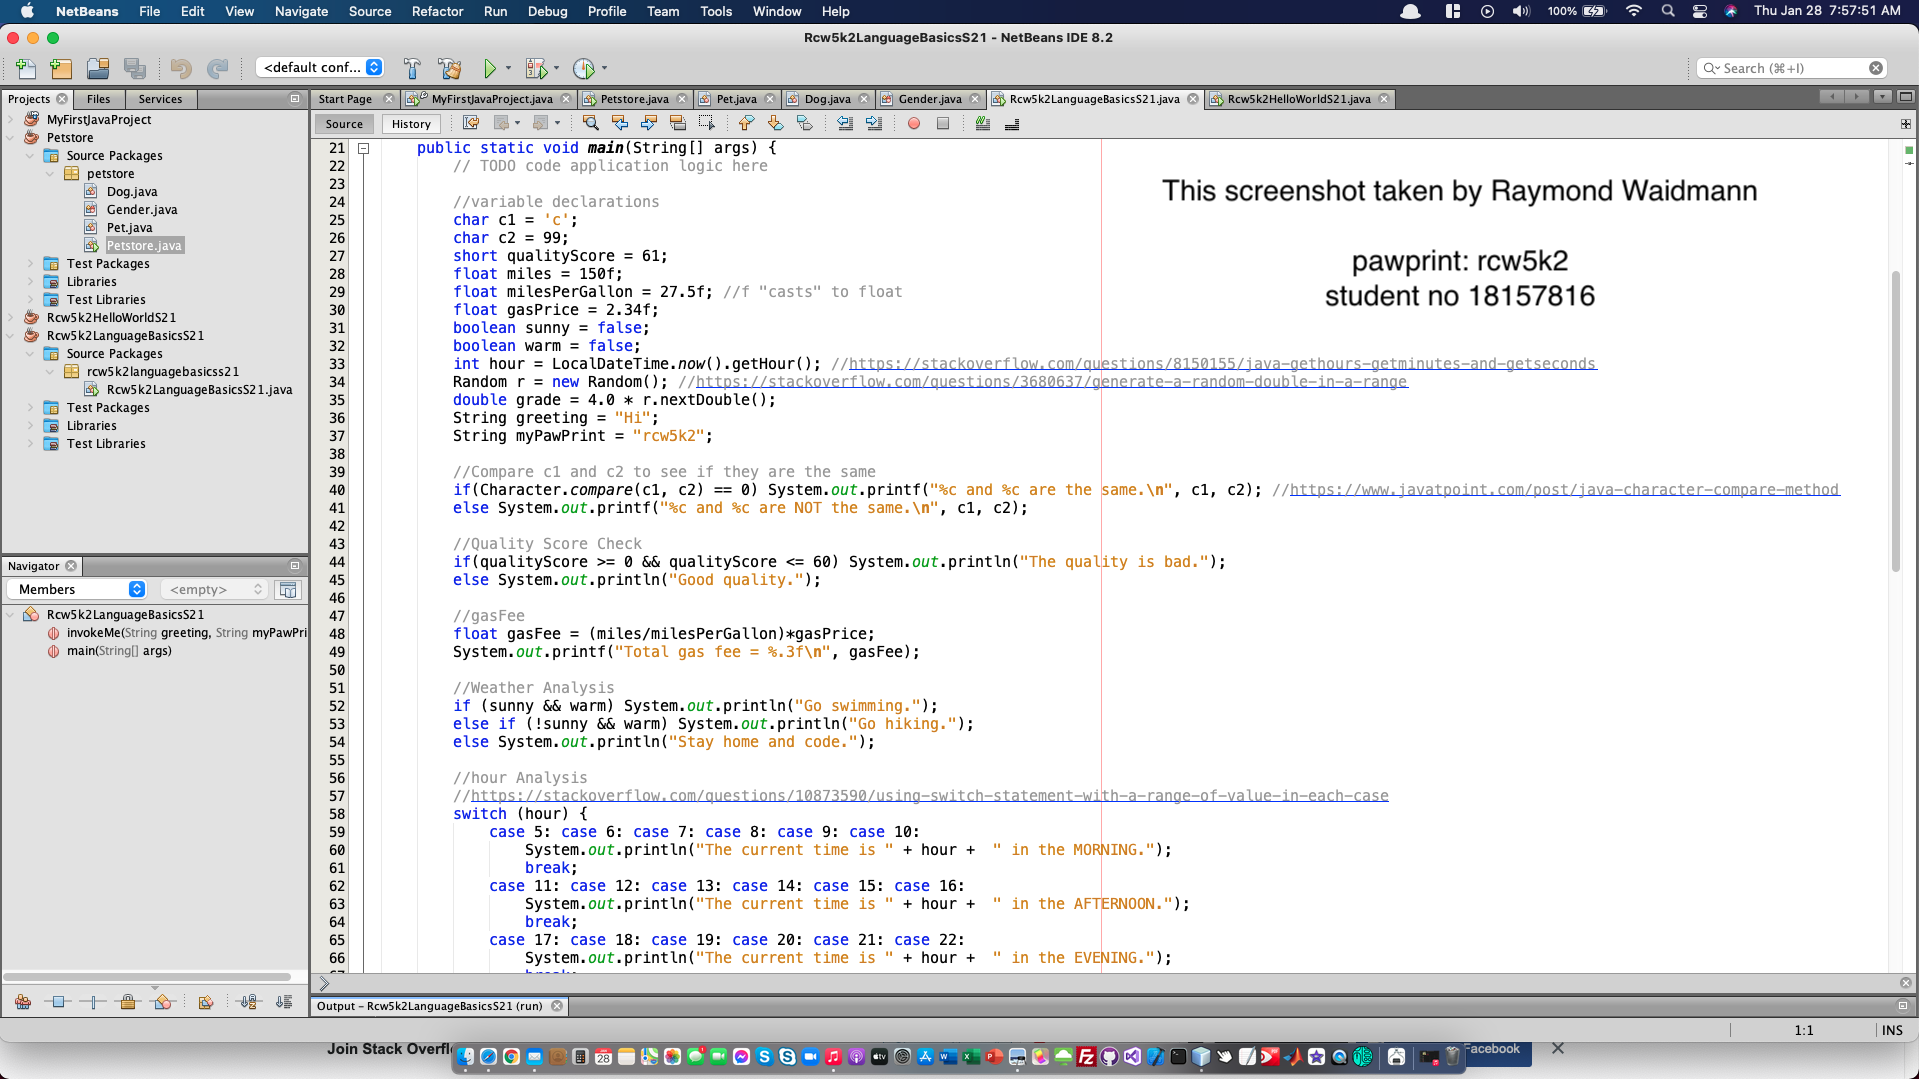 NetBeans File Edit View Navigate Source Refactor Run Debug Profile Team Tools Window Help 100% Thu Jan 28 7:57:51 AM
Rcw5k2LanguageBasicsS21 - NetBeans IDE 8.2
<default conf... Search (⌘+I)
Projects Files Services
MyFirstJavaProject
Petstore
Source Packages
petstore
Dog.java
Gender.java
Pet.java
Petstore.java
Test Packages
Libraries
Test Libraries
Rcw5k2HelloWorldS21
Rcw5k2LanguageBasicsS21
Source Packages
rcw5k2languagebasicss21
Rcw5k2LanguageBasicsS21.java
Test Packages
Libraries
Test Libraries
Navigator
Members <empty>
Rcw5k2LanguageBasicsS21
invokeMe(String greeting, String myPawPri
main(String[] args)
Start Page MyFirstJavaProject.java Petstore.java Pet.java Dog.java Gender.java Rcw5k2LanguageBasicsS21.java Rcw5k2HelloWorldS21.java
Source History
21 public static void main(String[] args) {
22 // TODO code application logic here
23
24 //variable declarations
25 char c1 = 'c';
26 char c2 = 99;
27 short qualityScore = 61;
28 float miles = 150f;
29 float milesPerGallon = 27.5f; //f "casts" to float
30 float gasPrice = 2.34f;
31 boolean sunny = false;
32 boolean warm = false;
33 int hour = LocalDateTime.now().getHour(); //https://stackoverflow.com/questions/8150155/java-gethours-getminutes-and-getseconds
34 Random r = new Random(); //https://stackoverflow.com/questions/3680637/generate-a-random-double-in-a-range
35 double grade = 4.0 * r.nextDouble();
36 String greeting = "Hi";
37 String myPawPrint = "rcw5k2";
38
39 //Compare c1 and c2 to see if they are the same
40 if(Character.compare(c1, c2) == 0) System.out.printf("%c and %c are the same.\n", c1, c2); //https://www.javatpoint.com/post/java-character-compare-method
41 else System.out.printf("%c and %c are NOT the same.\n", c1, c2);
42
43 //Quality Score Check
44 if(qualityScore >= 0 && qualityScore <= 60) System.out.println("The quality is bad.");
45 else System.out.println("Good quality.");
46
47 //gasFee
48 float gasFee = (miles/milesPerGallon)*gasPrice;
49 System.out.printf("Total gas fee = %.3f\n", gasFee);
50
51 //Weather Analysis
52 if (sunny && warm) System.out.println("Go swimming.");
53 else if (!sunny && warm) System.out.println("Go hiking.");
54 else System.out.println("Stay home and code.");
55
56 //hour Analysis
57 //https://stackoverflow.com/questions/10873590/using-switch-statement-with-a-range-of-value-in-each-case
58 switch (hour) {
59 case 5: case 6: case 7: case 8: case 9: case 10:
60 System.out.println("The current time is " + hour + " in the MORNING.");
61 break;
62 case 11: case 12: case 13: case 14: case 15: case 16:
63 System.out.println("The current time is " + hour + " in the AFTERNOON.");
64 break;
65 case 17: case 18: case 19: case 20: case 21: case 22:
66 System.out.println("The current time is " + hour + " in the EVENING.");
This screenshot taken by Raymond Waidmann
pawprint: rcw5k2
student no 18157816
Output - Rcw5k2LanguageBasicsS21 (run)
1:1 INS
Join Stack Overfl
Facebook